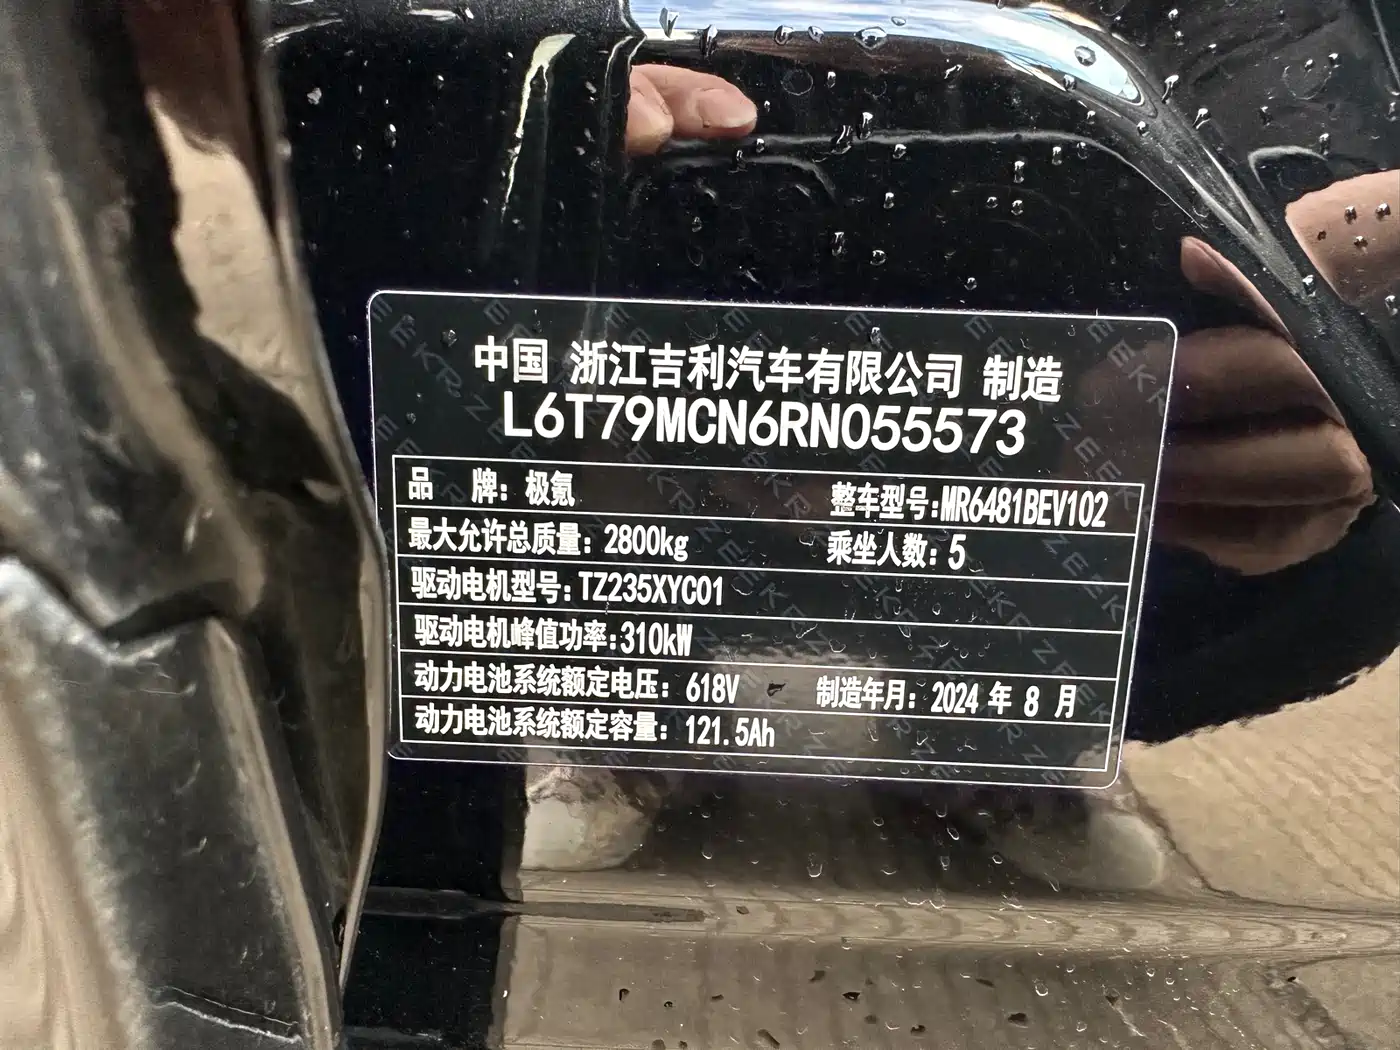 中国 浙江吉利汽车有限公司 制造
L6T79MCN6RN055573
品 牌：极氪 整车型号:MR6481BEV102
最大允许总质量：2800kg 乘坐人数：5
驱动电机型号:TZ235XYC01
驱动电机峰值功率:310kW
动力电池系统额定电压：618V 制造年月：2024 年 8 月
动力电池系统额定容量：121.5Ah